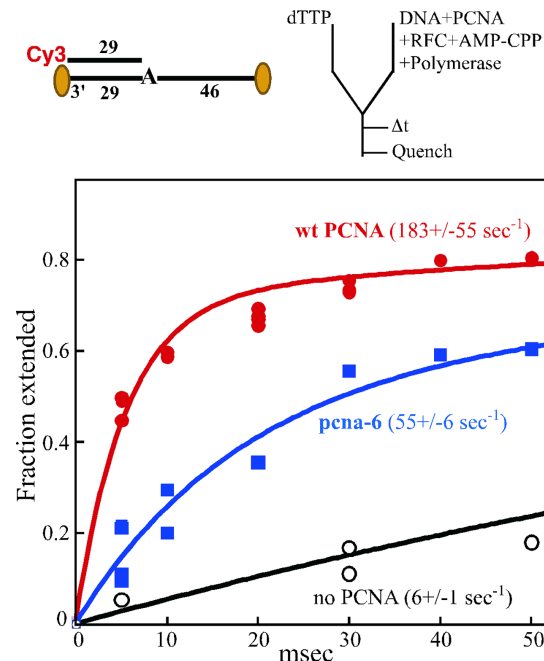 Cy3
29
A
3'
29
46
dTTP
DNA+PCNA
+RFC+AMP-CPP
+Polymerase
Δt
Quench
wt PCNA (183+/-55 sec⁻¹)
pcna-6 (55+/-6 sec⁻¹)
no PCNA (6+/-1 sec⁻¹)
Fraction extended
0.8
0.6
0.4
0.2
0
0
10
20
30
40
50
msec